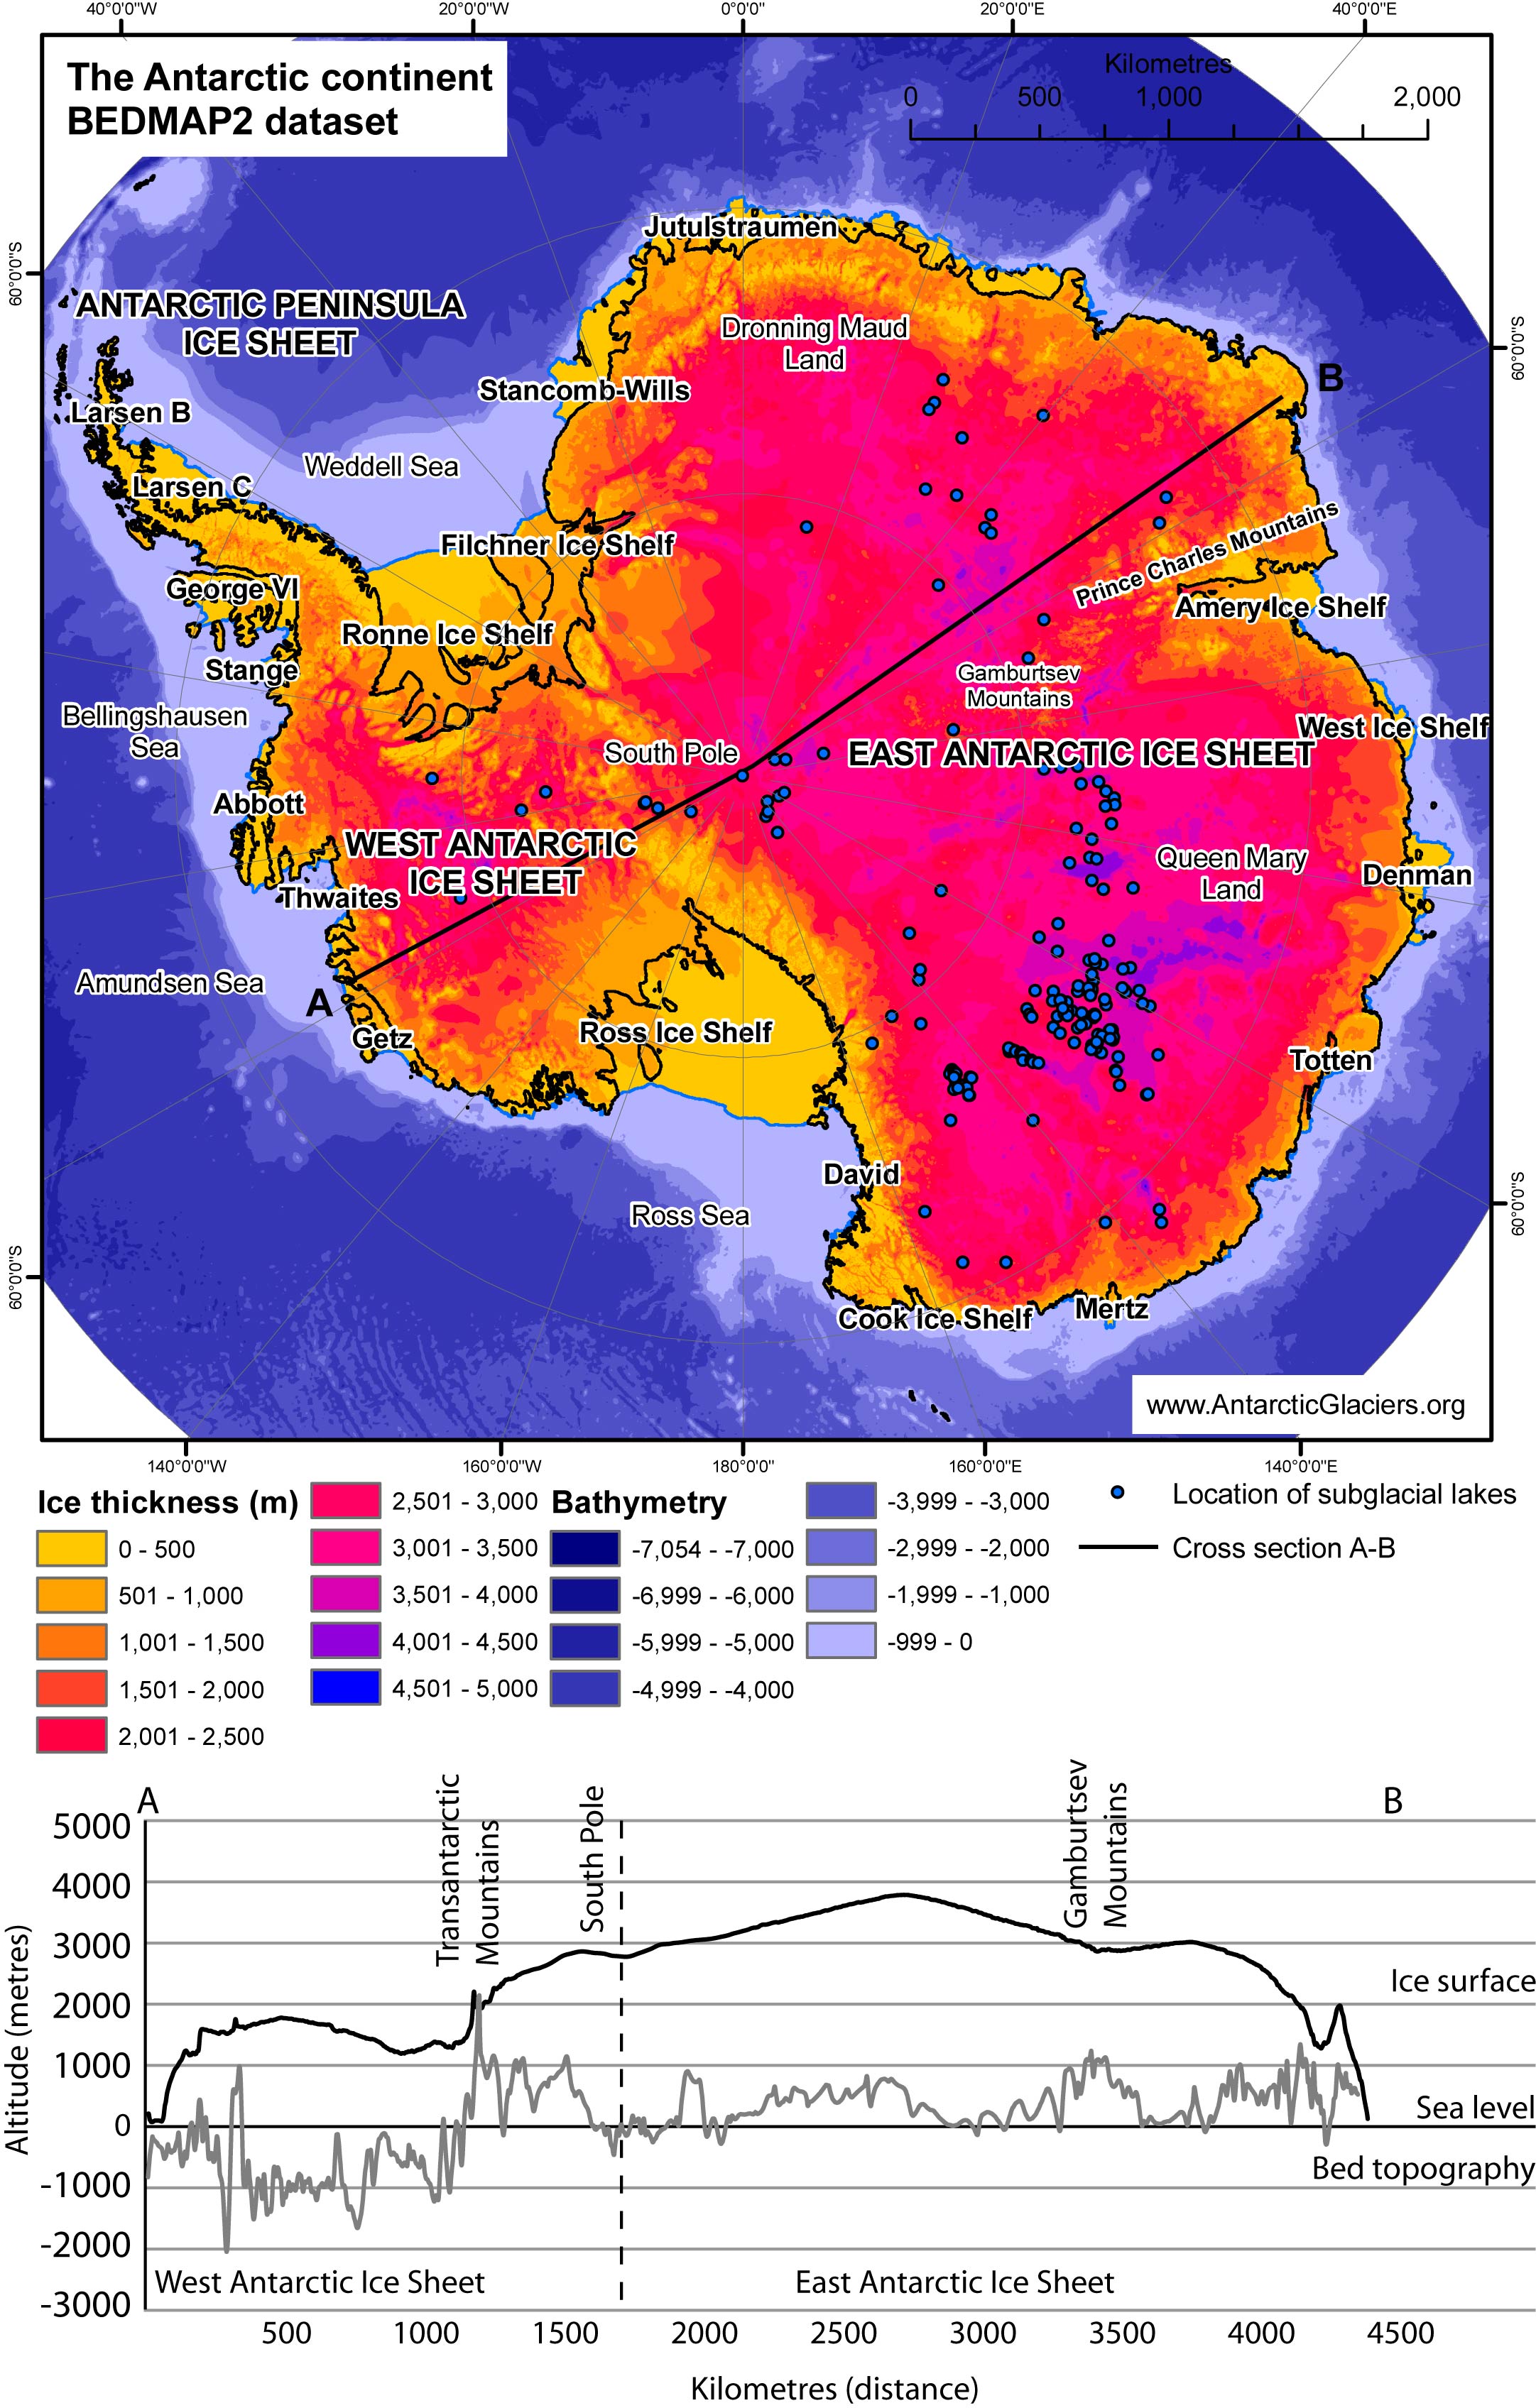 40°0'0"W
20°0'0"W
0°0'0"
20°0'0"E
40°0'0"E
The Antarctic continent
BEDMAP2 dataset
Kilometres
0
500
1,000
2,000
60°0'0"S
60°0'0"S
Jutulstraumen
ANTARCTIC PENINSULA
ICE SHEET
Dronning Maud
Land
B
Stancomb-Wills
Larsen B
Weddell Sea
Larsen C
Filchner Ice Shelf
Prince Charles Mountains
George VI
Amery Ice Shelf
Ronne Ice Shelf
Stange
Gamburtsev
Mountains
Bellingshausen
Sea
West Ice Shelf
South Pole
EAST ANTARCTIC ICE SHEET
Abbott
WEST ANTARCTIC
ICE SHEET
Queen Mary
Land
Denman
Thwaites
Amundsen Sea
A
Getz
Ross Ice Shelf
Totten
David
Ross Sea
60°0'0"S
60°0'0"S
Cook Ice Shelf
Mertz
www.AntarcticGlaciers.org
140°0'0"W
160°0'0"W
180°0'0"
160°0'0"E
140°0'0"E
Ice thickness (m)
0 - 500
501 - 1,000
1,001 - 1,500
1,501 - 2,000
2,001 - 2,500
2,501 - 3,000
3,001 - 3,500
3,501 - 4,000
4,001 - 4,500
4,501 - 5,000
Bathymetry
-7,054 - -7,000
-6,999 - -6,000
-5,999 - -5,000
-4,999 - -4,000
-3,999 - -3,000
-2,999 - -2,000
-1,999 - -1,000
-999 - 0
Location of subglacial lakes
Cross section A-B
A
B
Transantarctic
Mountains
South Pole
Gamburtsev
Mountains
5000
4000
3000
2000
1000
0
-1000
-2000
-3000
Altitude (metres)
Ice surface
Sea level
Bed topography
West Antarctic Ice Sheet
East Antarctic Ice Sheet
500
1000
1500
2000
2500
3000
3500
4000
4500
Kilometres (distance)